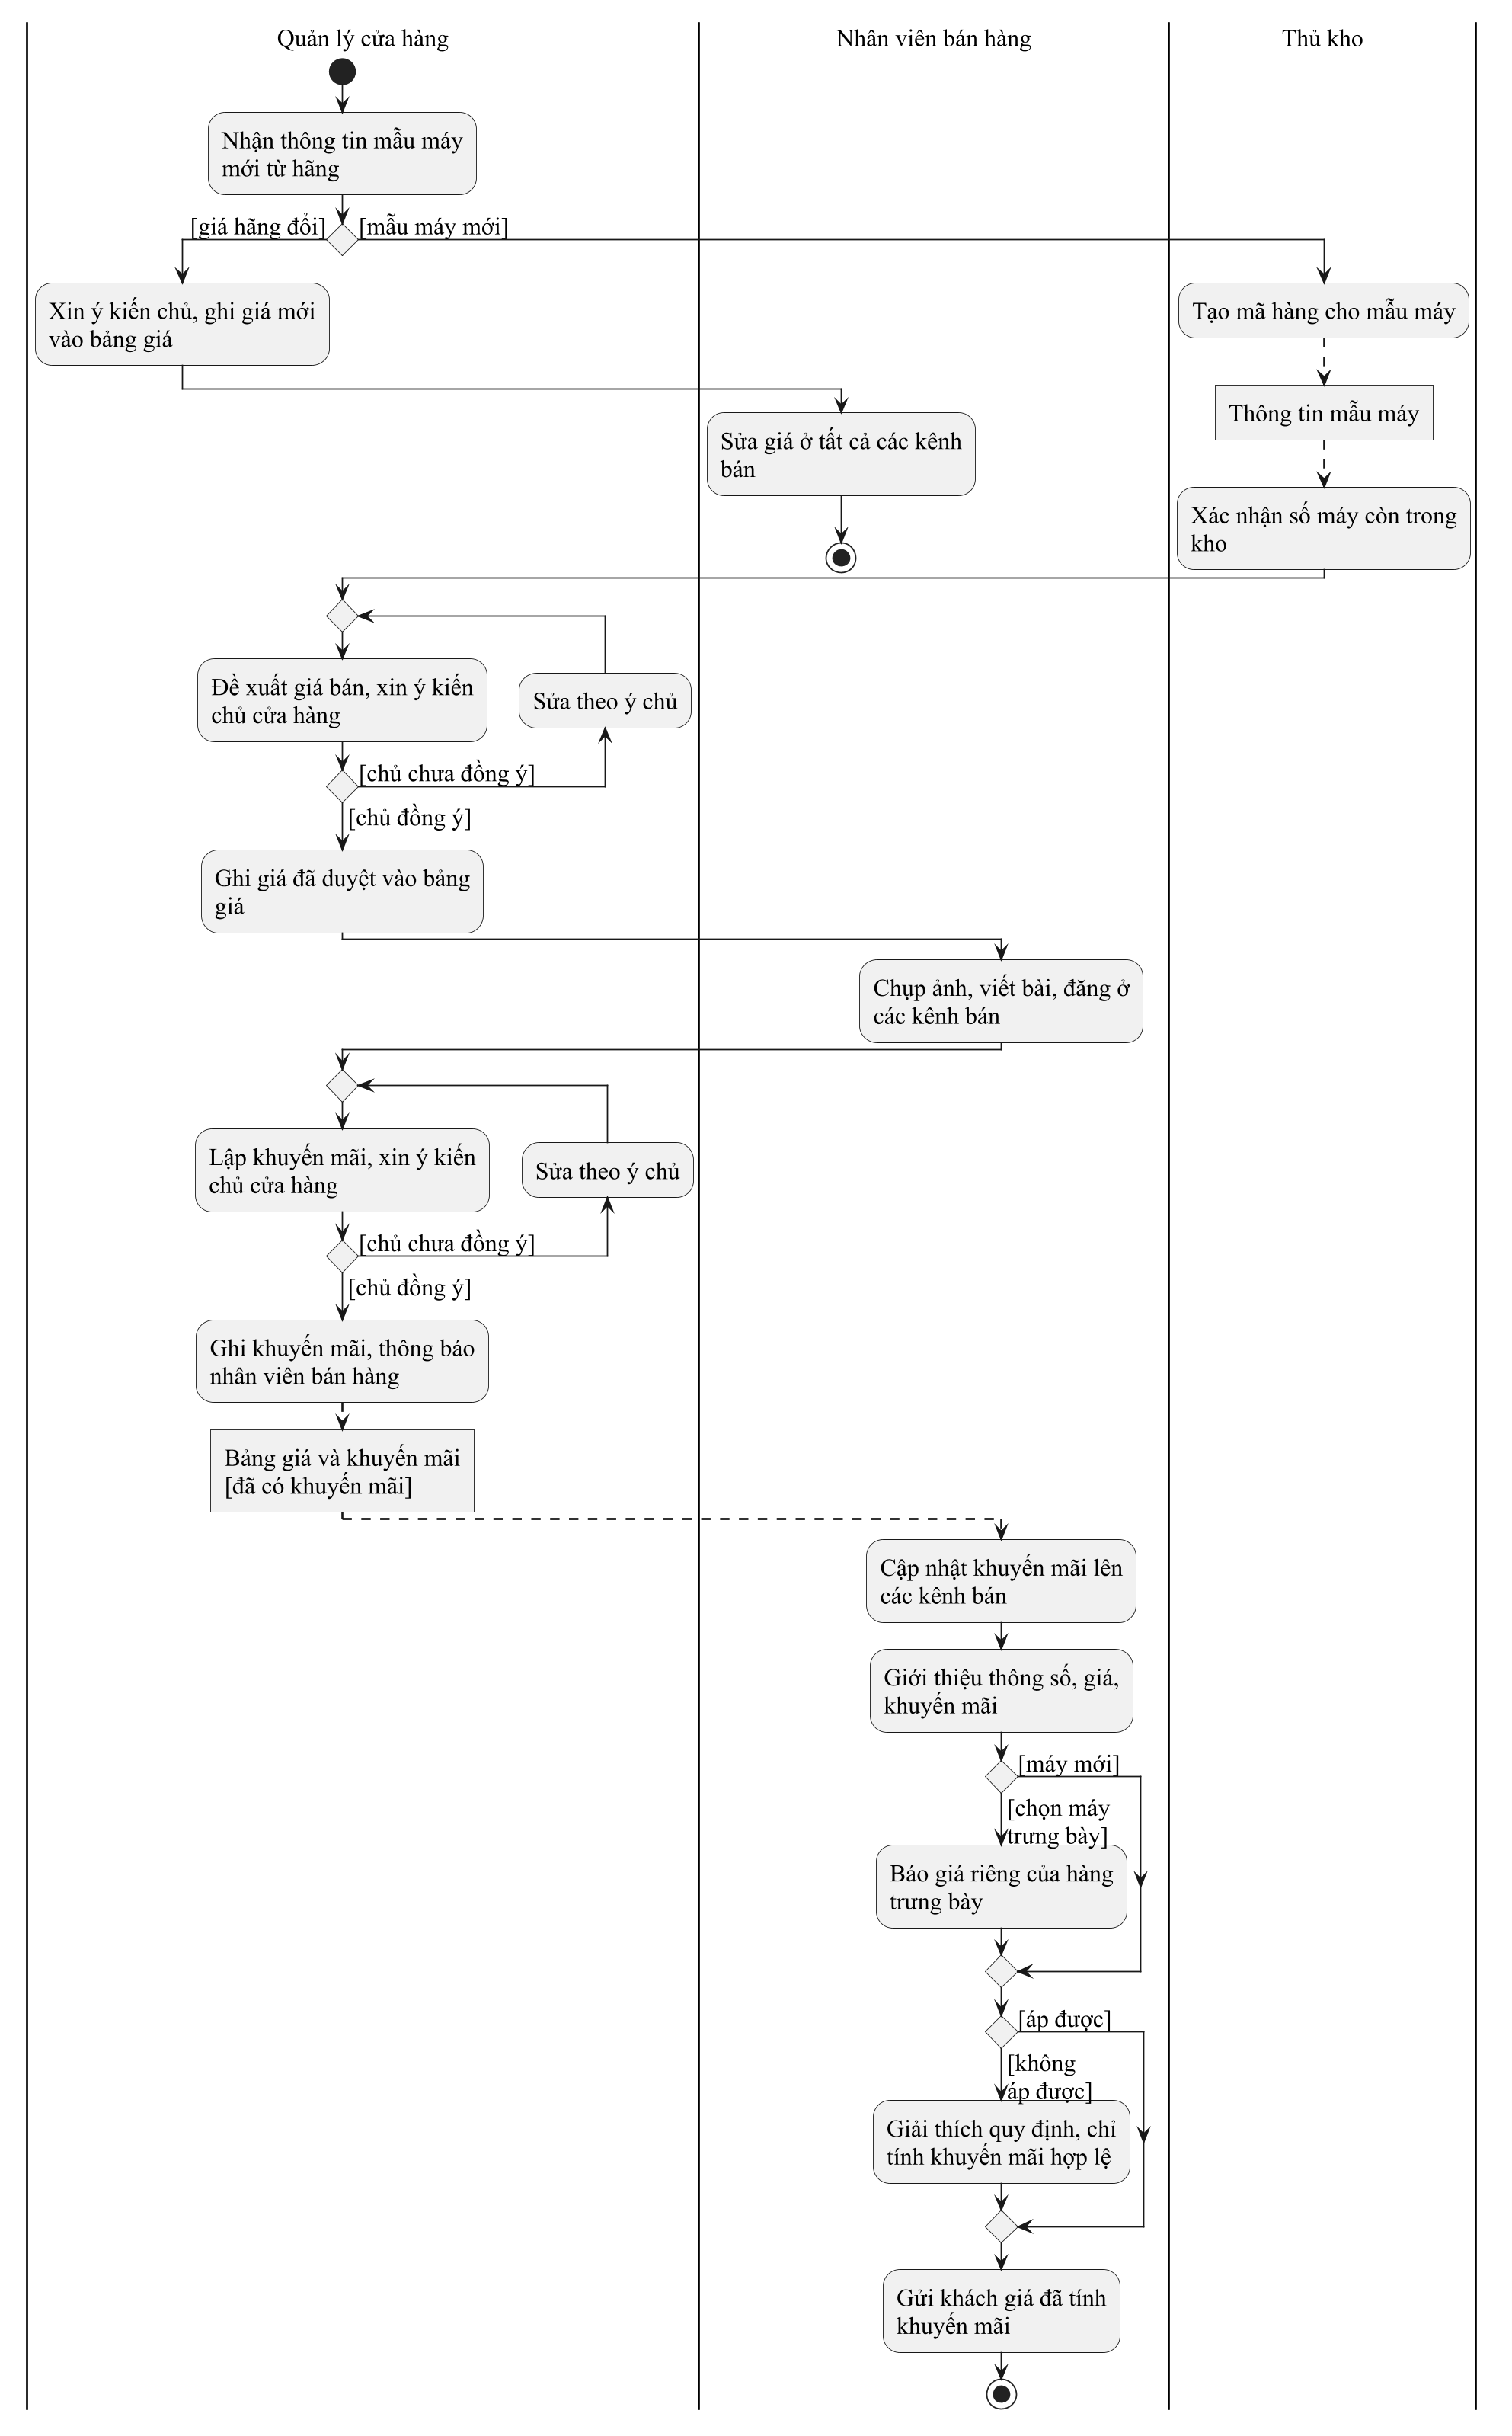 Quản lý cửa hàng
Nhân viên bán hàng
Thủ kho
Nhận thông tin mẫu máy
mới từ hãng
[giá hãng đổi]
[mẫu máy mới]
Xin ý kiến chủ, ghi giá mới
vào bảng giá
Tạo mã hàng cho mẫu máy
Thông tin mẫu máy
Sửa giá ở tất cả các kênh
bán
Xác nhận số máy còn trong
kho
Đề xuất giá bán, xin ý kiến
chủ cửa hàng
Sửa theo ý chủ
[chủ chưa đồng ý]
[chủ đồng ý]
Ghi giá đã duyệt vào bảng
giá
Chụp ảnh, viết bài, đăng ở
các kênh bán
Lập khuyến mãi, xin ý kiến
chủ cửa hàng
Sửa theo ý chủ
[chủ chưa đồng ý]
[chủ đồng ý]
Ghi khuyến mãi, thông báo
nhân viên bán hàng
Bảng giá và khuyến mãi
[đã có khuyến mãi]
Cập nhật khuyến mãi lên
các kênh bán
Giới thiệu thông số, giá,
khuyến mãi
[máy mới]
[chọn máy
trưng bày]
Báo giá riêng của hàng
trưng bày
[áp được]
[không
áp được]
Giải thích quy định, chỉ
tính khuyến mãi hợp lệ
Gửi khách giá đã tính
khuyến mãi